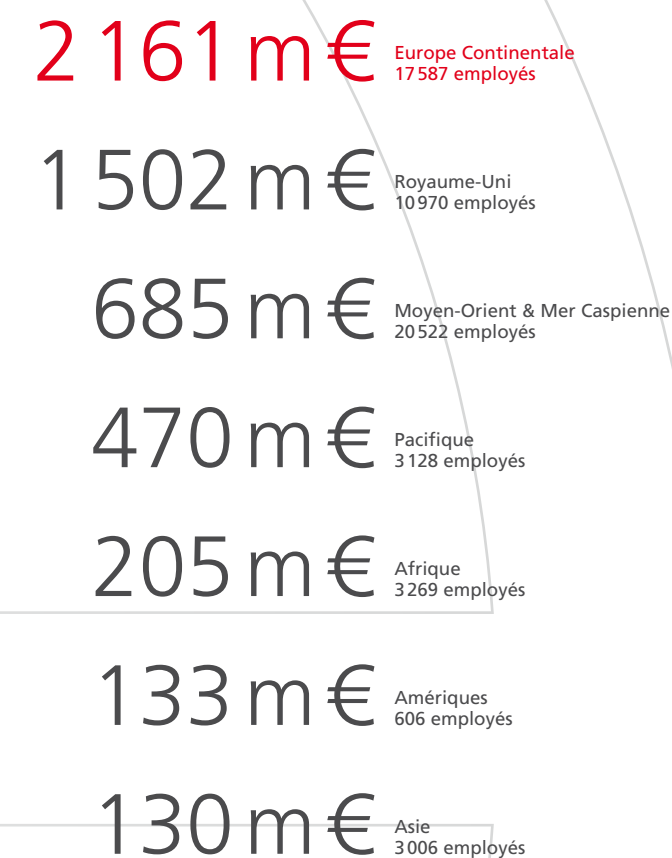 2 161 m €
Europe Continentale
17 587 employés
1 502 m €
Royaume-Uni
10 970 employés
685 m €
Moyen-Orient & Mer Caspienne
20 522 employés
470 m €
Pacifique
3 128 employés
205 m €
Afrique
3 269 employés
133 m €
Amériques
606 employés
130 m €
Asie
3 006 employés